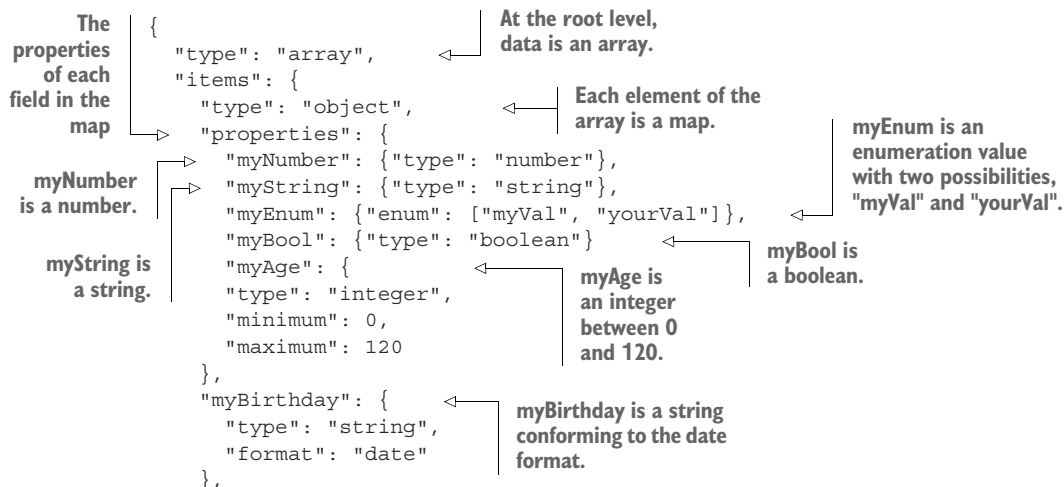 The
properties
of each
field in the
map
{
At the root level,
data is an array.
"type": "array",
"items": {
"type": "object",
Each element of the
array is a map.
"properties": {
myNumber
is a number.
"myNumber": {"type": "number"},
myString is
a string.
"myString": {"type": "string"},
"myEnum": {"enum": ["myVal", "yourVal"]},
myEnum is an
enumeration value
with two possibilities,
"myVal" and "yourVal".
"myBool": {"type": "boolean"}
myBool is
a boolean.
"myAge": {
myAge is
an integer
between 0
and 120.
"type": "integer",
"minimum": 0,
"maximum": 120
},
"myBirthday": {
myBirthday is a string
conforming to the date
format.
"type": "string",
"format": "date"
},